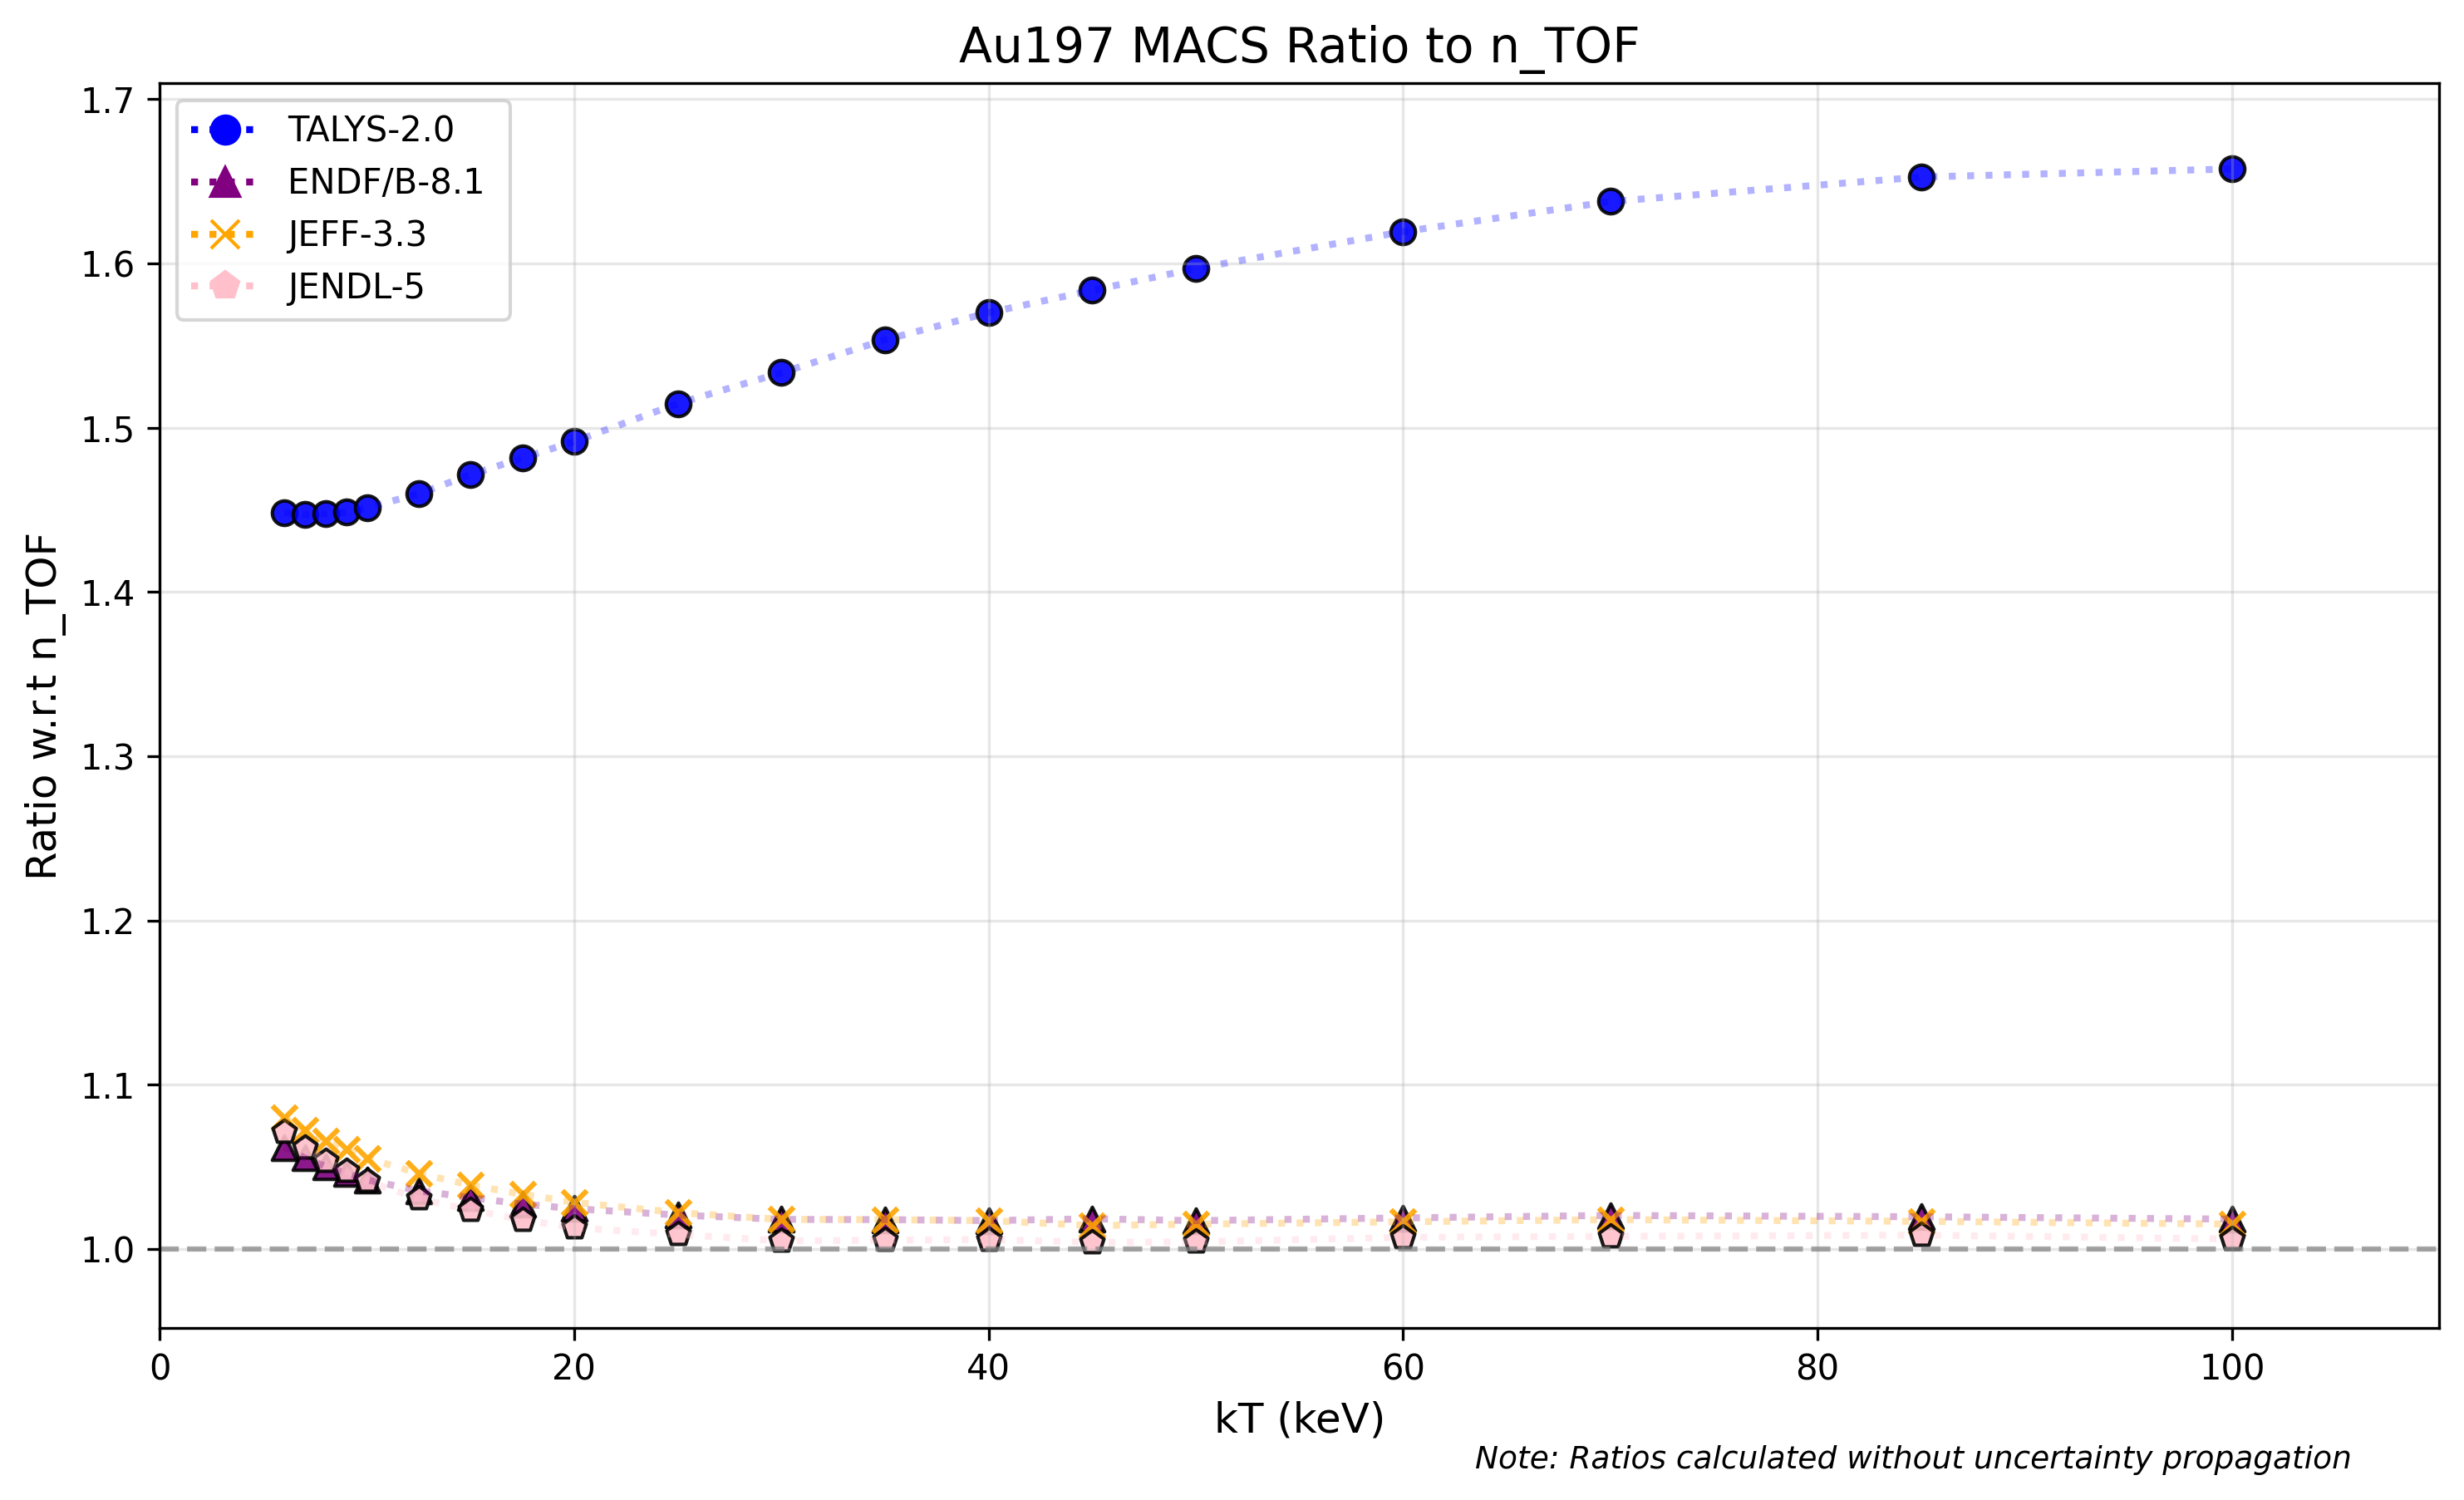 Au197 MACS Ratio to n_TOF
TALYS-2.0
ENDF/B-8.1
JEFF-3.3
JENDL-5
Ratio w.r.t n_TOF
1.7
1.6
1.5
1.4
1.3
1.2
1.1
1.0
0 20 40 60 80 100
kT (keV)
Note: Ratios calculated without uncertainty propagation